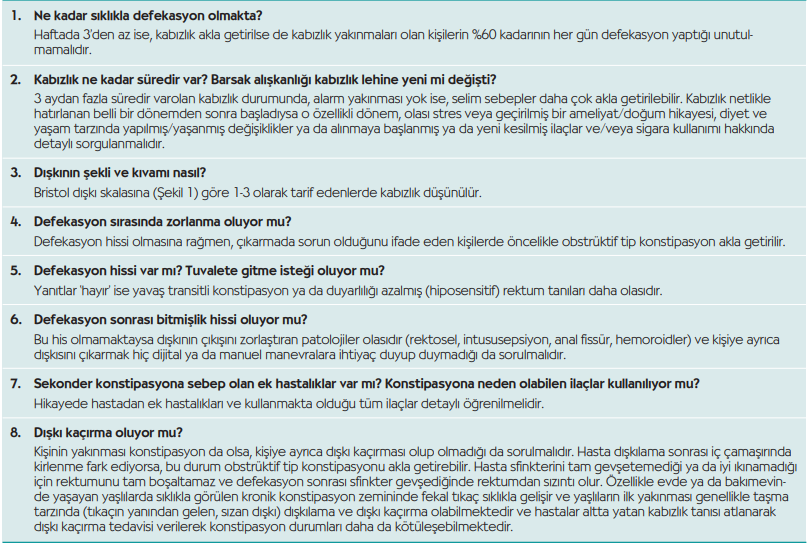 1. Ne kadar sıklıkla defekasyon olmakta?
Haftada 3'den az ise, kabızlık akla getirilse de kabızlık yakınmaları olan kişilerin %60 kadarının her gün defekasyon yaptığı unutul-
mamalıdır.
2. Kabızlık ne kadar süredir var? Barsak alışkanlığı kabızlık lehine yeni mi değişti?
3 aydan fazla süredir varolan kabızlık durumunda, alarm yakınması yok ise, selim sebepler daha çok akla getirilebilir. Kabızlık netlikle
hatırlanan belli bir dönemden sonra başladıysa o özellikli dönem, olası stres veya geçirilmiş bir ameliyat/doğum hikayesi, diyet ve
yaşam tarzında yapılmış/yaşanmış değişiklikler ya da alınmaya başlanmış ya da yeni kesilmiş ilaçlar ve/veya sigara kullanımı hakkında
detaylı sorgulanmalıdır.
3. Dışkının şekli ve kıvamı nasıl?
Bristol dışkı skalasına (Şekil 1) göre 1-3 olarak tarif edenlerde kabızlık düşünülür.
4. Defekasyon sırasında zorlanma oluyor mu?
Defekasyon hissi olmasına rağmen, çıkarmada sorun olduğunu ifade eden kişilerde öncelikle obstrüktif tip konstipasyon akla getirilir.
5. Defekasyon hissi var mı? Tuvalete gitme isteği oluyor mu?
Yanıtlar 'hayır' ise yavaş transitli konstipasyon ya da duyarlılığı azalmış (hiposensitif) rektum tanıları daha olasıdır.
6. Defekasyon sonrası bitmişlik hissi oluyor mu?
Bu his olmamaktaysa dışkının çıkışını zorlaştıran patolojiler olasıdır (rektosel, intussusepsiyon, anal fissür, hemoroidler) ve kişiye ayrıca
dışkısını çıkarmak hiç dijital ya da manuel manevralara ihtiyaç duyup duymadığı da sorulmalıdır.
7. Sekonder konstipasyona sebep olan ek hastalıklar var mı? Konstipasyona neden olabilen ilaçlar kullanılıyor mu?
Hikayede hastadan ek hastalıkları ve kullanmakta olduğu tüm ilaçlar detaylı öğrenilmelidir.
8. Dışkı kaçırma oluyor mu?
Kişinin yakınması konstipasyon da olsa, kişiye ayrıca dışkı kaçırması olup olmadığı da sorulmalıdır. Hasta dışkılama sonrası iç çamaşırında
kirlenme fark ediyorsa, bu durum obstrüktif tip konstipasyonu akla getirebilir. Hasta sfinkterini tam gevşetemediği ya da iyi ıkınamadığı
için rektumunu tam boşaltamaz ve defekasyon sonrası sfinkter gevşediğinde rektumdan sızıntı olur. Özellikle evde ya da bakımevin-
de yaşayan yaşlılarda sıklıkla görülen kronik konstipasyon zemininde fekal tıkaç sıklıkla gelişir ve yaşlıların ilk yakınması genellikle taşma
tarzında (tıkaçın yanından gelen, sızan dışkı) dışkılama ve dışkı kaçırma olabilmektedir ve hastalar altta yatan kabızlık tanısı atlanarak
dışkı kaçırma tedavisi verilerek konstipasyon durumları daha da kötüleşebilmektedir.